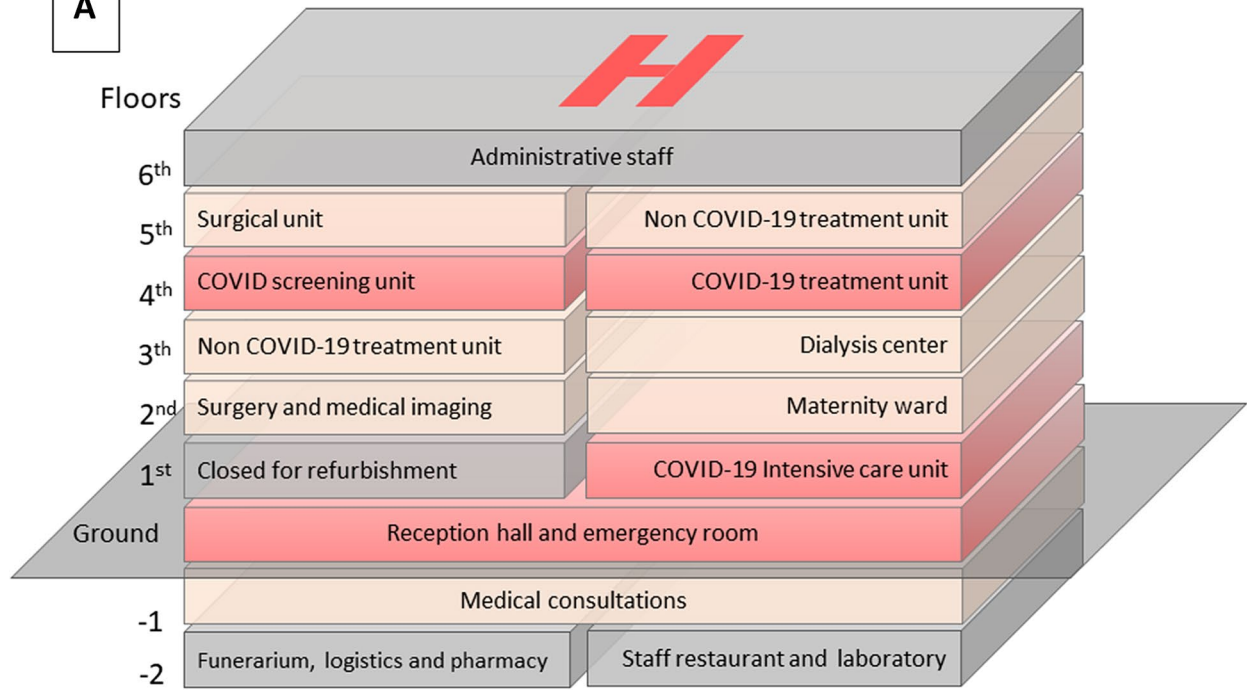 A
H
Floors
6th
Administrative staff
5th
Surgical unit
Non COVID-19 treatment unit
4th
COVID screening unit
COVID-19 treatment unit
3th
Non COVID-19 treatment unit
Dialysis center
2nd
Surgery and medical imaging
Maternity ward
1st
Closed for refurbishment
COVID-19 Intensive care unit
Ground
Reception hall and emergency room
-1
Medical consultations
-2
Funerarium, logistics and pharmacy
Staff restaurant and laboratory